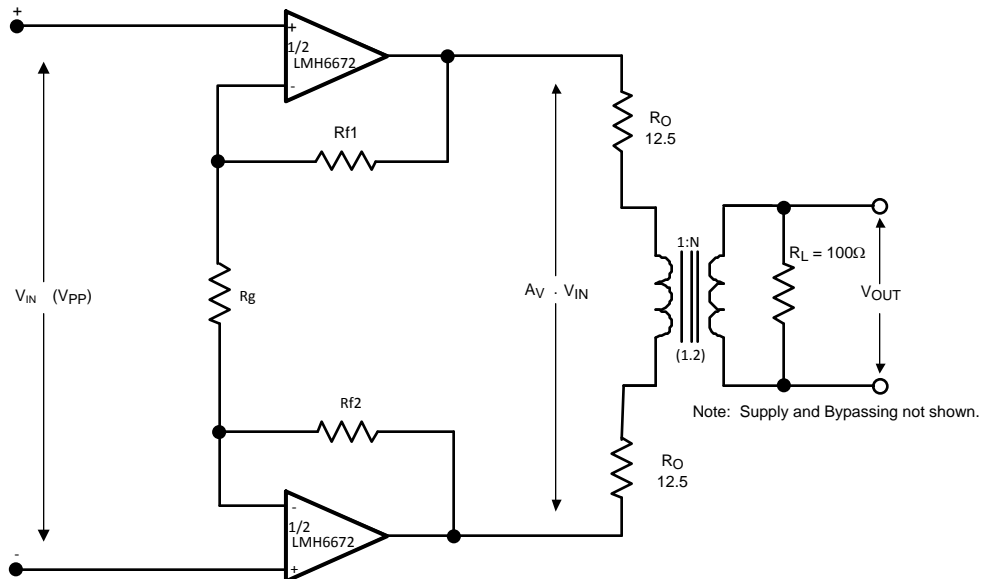 +
+
1/2
LMH6672
-
Rf1
RO
12.5
1:N
RL = 100Ω
VIN (VPP)
Rg
AV . VIN
VOUT
(1.2)
Rf2
Note: Supply and Bypassing not shown.
RO
12.5
-
1/2
LMH6672
-
+